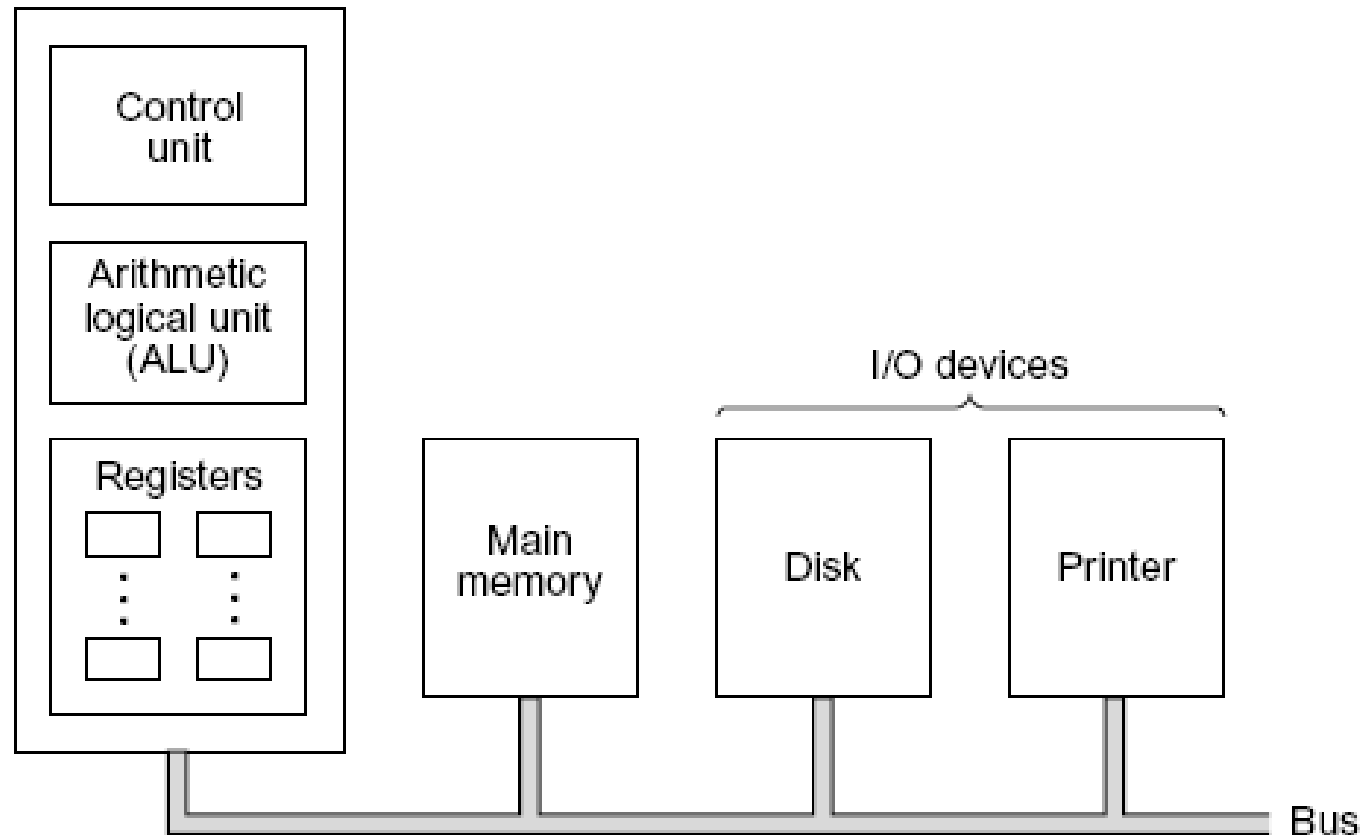 Control
unit
Arithmetic
logical unit
(ALU)
Registers
I/O devices
Main
memory
Disk
Printer
Bus